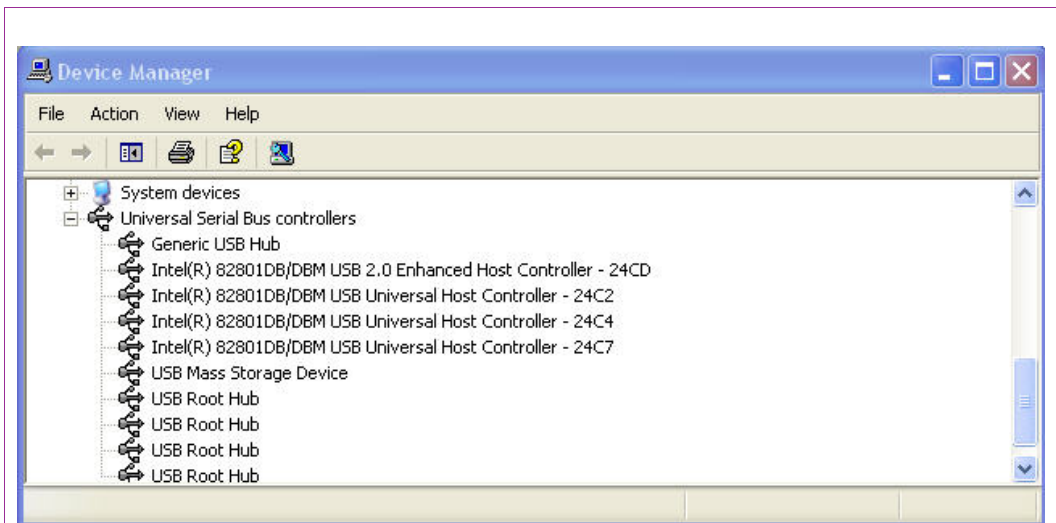 Device Manager
File Action View Help
System devices
Universal Serial Bus controllers
Generic USB Hub
Intel(R) 82801DB/DBM USB 2.0 Enhanced Host Controller - 24CD
Intel(R) 82801DB/DBM USB Universal Host Controller - 24C2
Intel(R) 82801DB/DBM USB Universal Host Controller - 24C4
Intel(R) 82801DB/DBM USB Universal Host Controller - 24C7
USB Mass Storage Device
USB Root Hub
USB Root Hub
USB Root Hub
USB Root Hub